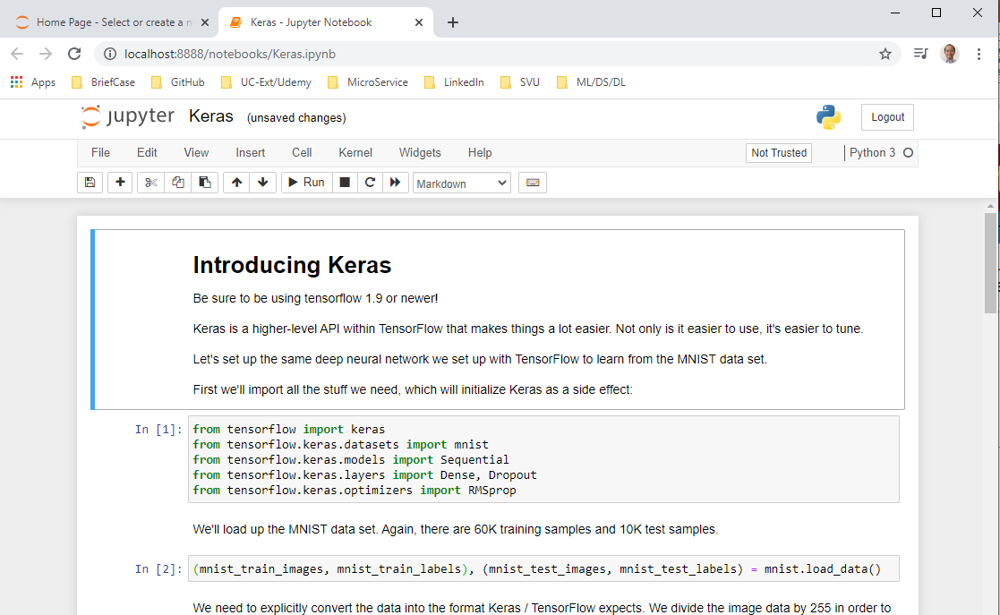 Home Page - Select or create a n
Keras - Jupyter Notebook
localhost:8888/notebooks/Keras.ipynb
Apps BriefCase GitHub UC-Ext/Udemy MicroService LinkedIn SVU ML/DS/DL
jupyter Keras (unsaved changes) Logout
File Edit View Insert Cell Kernel Widgets Help Not Trusted Python 3
Run Markdown
Introducing Keras
Be sure to be using tensorflow 1.9 or newer!
Keras is a higher-level API within TensorFlow that makes things a lot easier. Not only is it easier to use, it's easier to tune.
Let's set up the same deep neural network we set up with TensorFlow to learn from the MNIST data set.
First we'll import all the stuff we need, which will initialize Keras as a side effect:
In [1]: from tensorflow import keras
from tensorflow.keras.datasets import mnist
from tensorflow.keras.models import Sequential
from tensorflow.keras.layers import Dense, Dropout
from tensorflow.keras.optimizers import RMSprop
We'll load up the MNIST data set. Again, there are 60K training samples and 10K test samples.
In [2]: (mnist_train_images, mnist_train_labels), (mnist_test_images, mnist_test_labels) = mnist.load_data()
We need to explicitly convert the data into the format Keras / TensorFlow expects. We divide the image data by 255 in order to